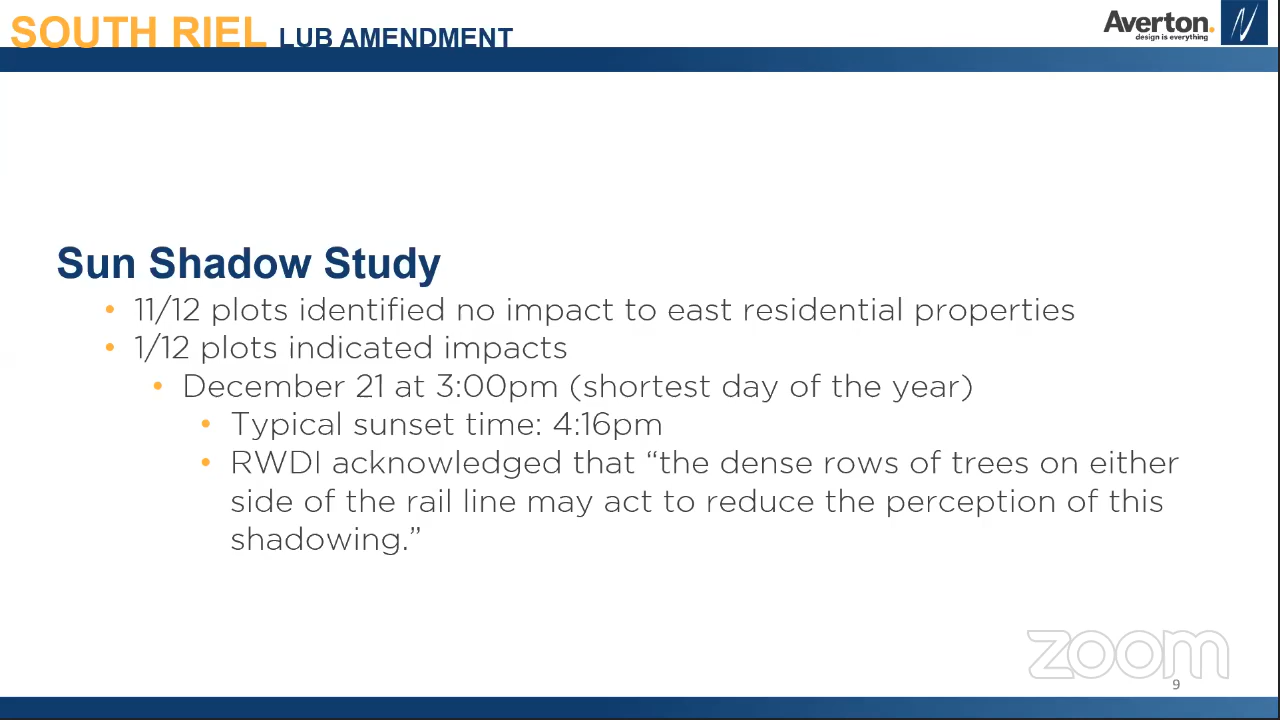 SOUTH RIEL LUB AMENDMENT
Averton.
design is everything
Sun Shadow Study
• 11/12 plots identified no impact to east residential properties
• 1/12 plots indicated impacts
• December 21 at 3:00pm (shortest day of the year)
• Typical sunset time: 4:16pm
• RWDI acknowledged that “the dense rows of trees on either
side of the rail line may act to reduce the perception of this
shadowing.”
zoom
9